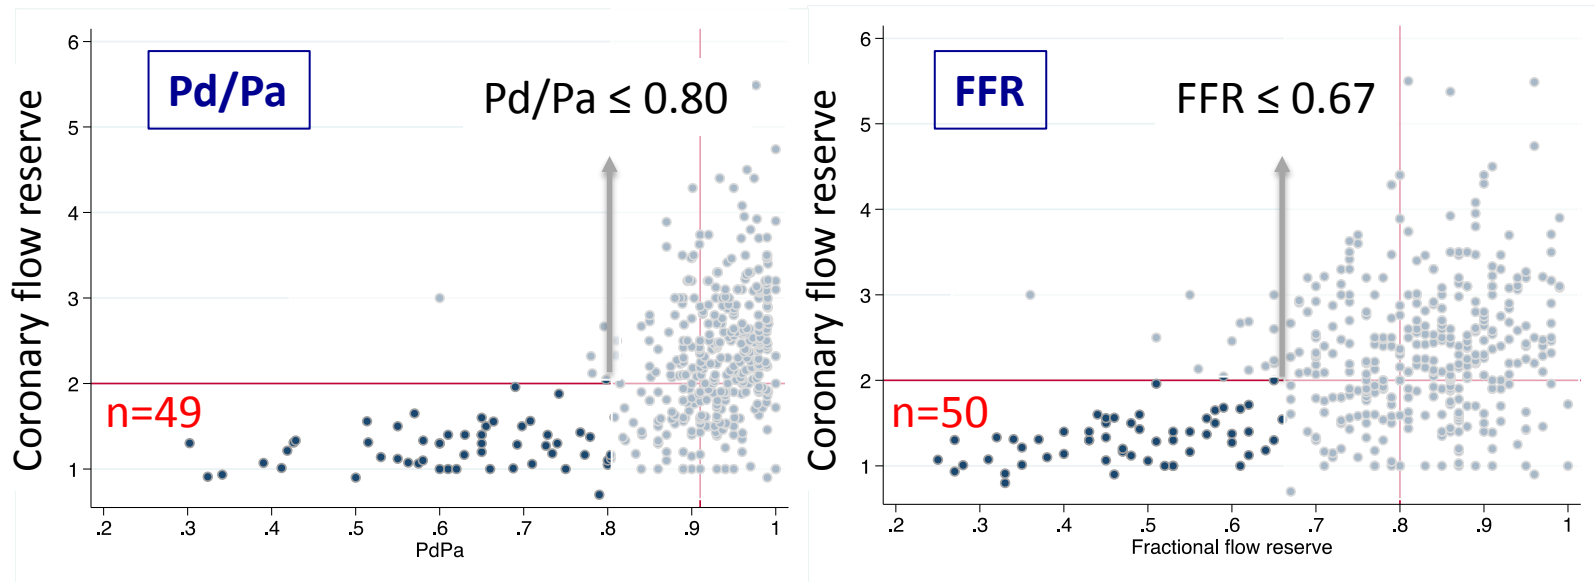 Pd/Pa
Pd/Pa ≤ 0.80
Coronary flow reserve
6
5
4
3
2
1
n=49
.2 .3 .4 .5 .6 .7 .8 .9 1
PdPa
FFR
FFR ≤ 0.67
Coronary flow reserve
6
5
4
3
2
1
n=50
.2 .3 .4 .5 .6 .7 .8 .9 1
Fractional flow reserve